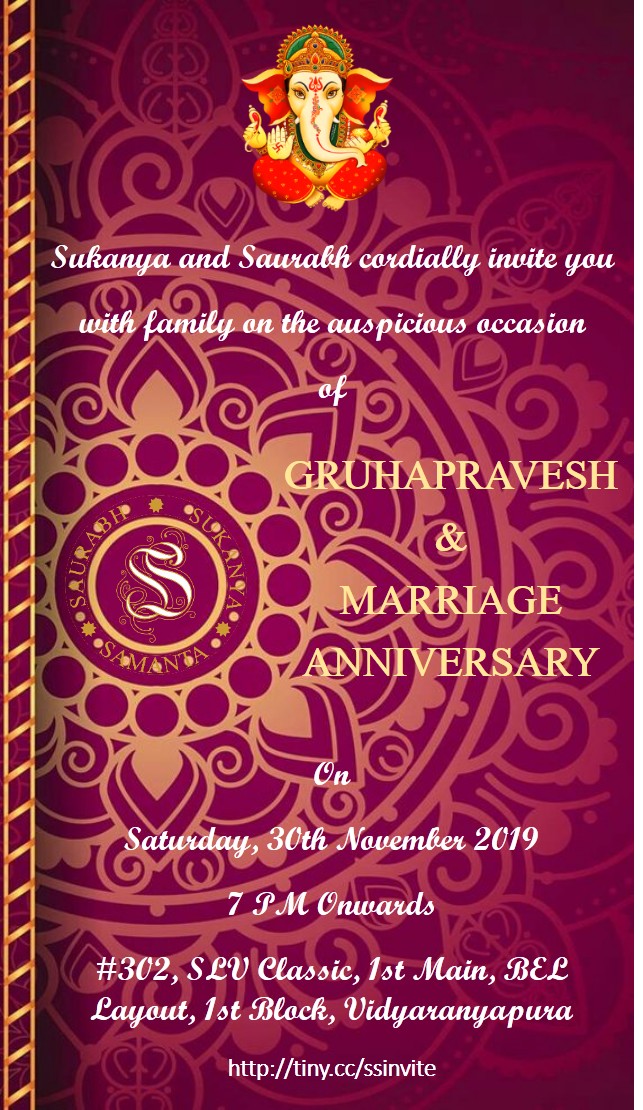 Sukanya and Saurabh cordially invite you
with family on the auspicious occasion
of
GRUHAPRAVESH
&
MARRIAGE
ANNIVERSARY
SAURABH
SUKANYA
SAMANTA
S
On
Saturday, 30th November 2019
7 PM Onwards
#302, SLV Classic, 1st Main, BEL
Layout, 1st Block, Vidyaranyapura
http://tiny.cc/ssinvite